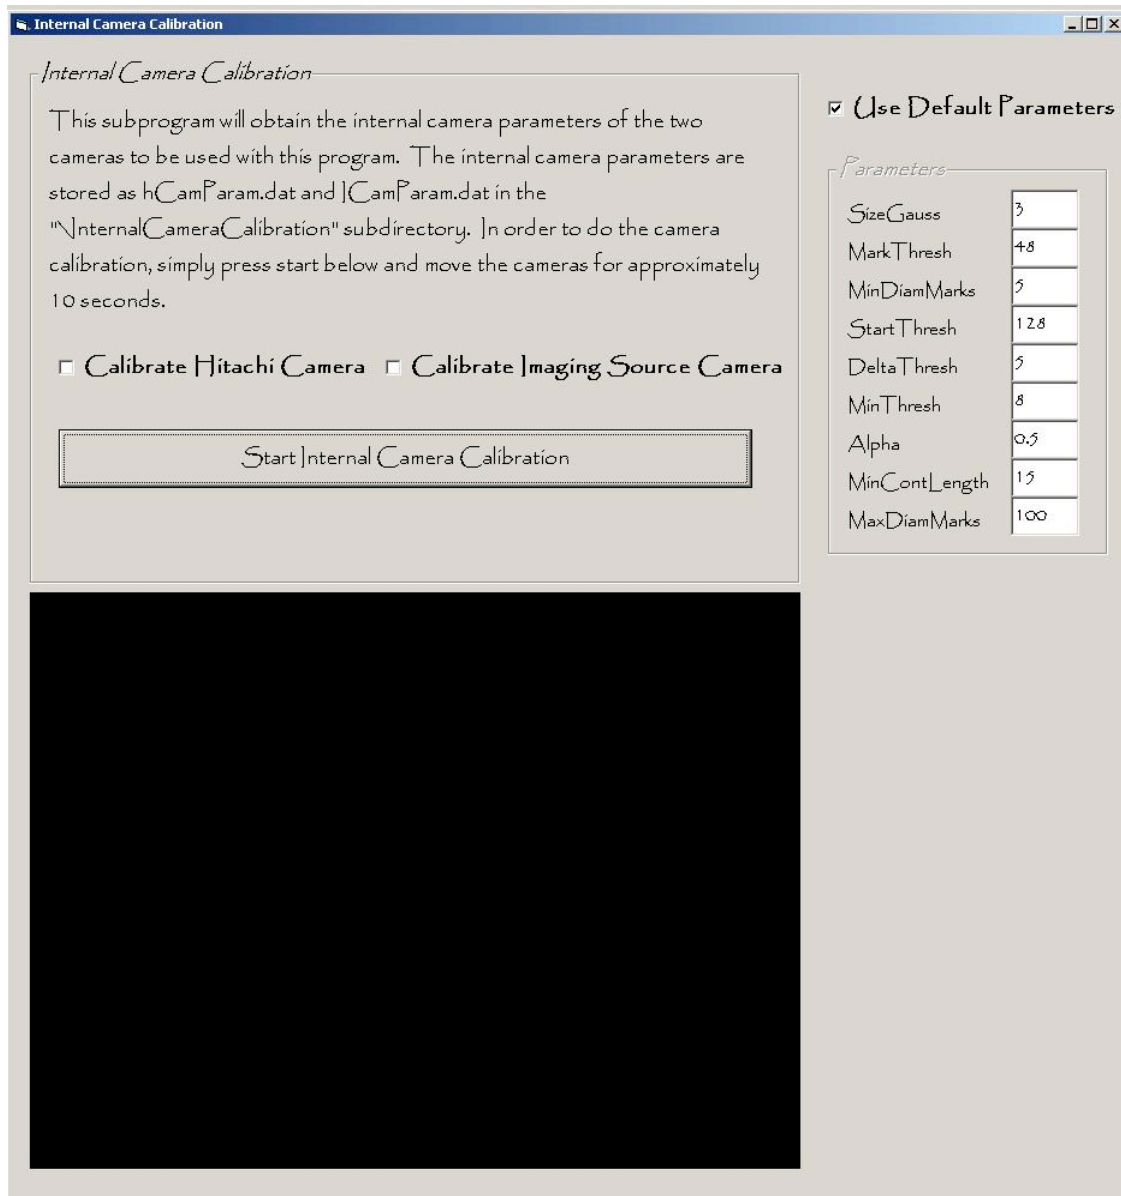 Internal Camera Calibration
Internal Camera Calibration
This subprogram will obtain the internal camera parameters of the two
cameras to be used with this program. The internal camera parameters are
stored as hCamParam.dat and ICamParam.dat in the
"\InternalCameraCalibration" subdirectory. In order to do the camera
calibration, simply press start below and move the cameras for approximately
10 seconds.
Calibrate Hitachi Camera Calibrate Imaging Source Camera
Start Internal Camera Calibration
Use Default Parameters
Parameters
SizeGauss 3
MarkThresh 48
MinDiamMarks 5
StartThresh 128
DeltaThresh 5
MinThresh 8
Alpha 0.5
MinContLength 15
MaxDiamMarks 100